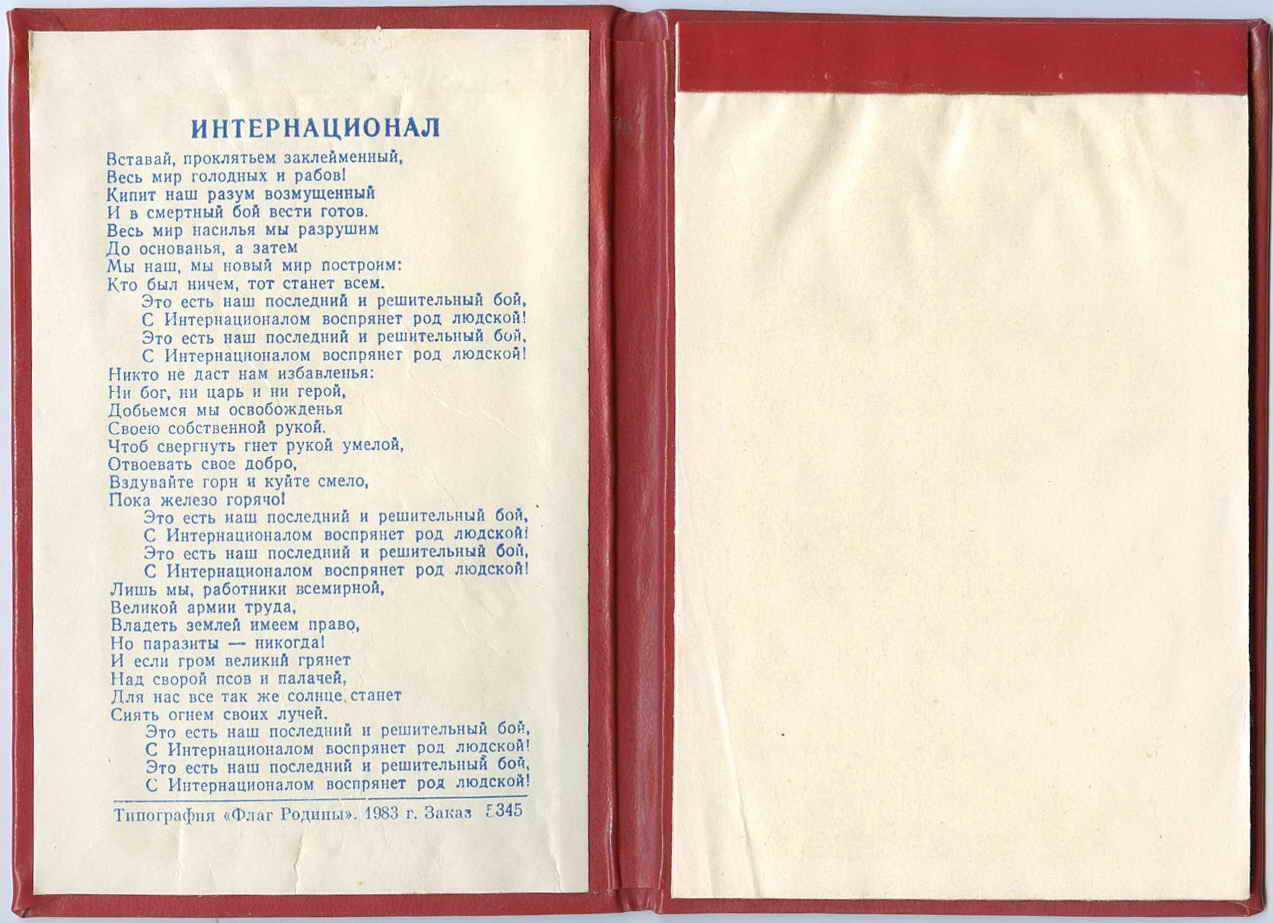 ИНТЕРНАЦИОНАЛ
Вставай, проклятьем заклейменный,
Весь мир голодных и рабов!
Кипит наш разум возмущенный
И в смертный бой вести готов.
Весь мир насилья мы разрушим
До основанья, а затем
Мы наш, мы новый мир построим:
Кто был ничем, тот станет всем.
Это есть наш последний и решительный бой,
С Интернационалом воспрянет род людской!
Это есть наш последний и решительный бой,
С Интернационалом воспрянет род людской!
Никто не даст нам избавленья:
Ни бог, ни царь и ни герой,
Добьемся мы освобожденья
Своею собственной рукой.
Чтоб свергнуть гнет рукой умелой,
Отвоевать свое добро,
Вздувайте горн и куйте смело,
Пока железо горячо!
Это есть наш последний и решительный бой,
С Интернационалом воспрянет род людской!
Это есть наш последний и решительный бой,
С Интернационалом воспрянет род людской!
Лишь мы, работники всемирной,
Великой армии труда,
Владеть землей имеем право,
Но паразиты — никогда!
И если гром великий грянет
Над сворой псов и палачей,
Для нас все так же солнце станет
Сиять огнем своих лучей.
Это есть наш последний и решительный бой,
С Интернационалом воспрянет род людской!
Это есть наш последний и решительный бой,
С Интернационалом воспрянет род людской!
Типография «Флаг Родины». 1983 г. Заказ